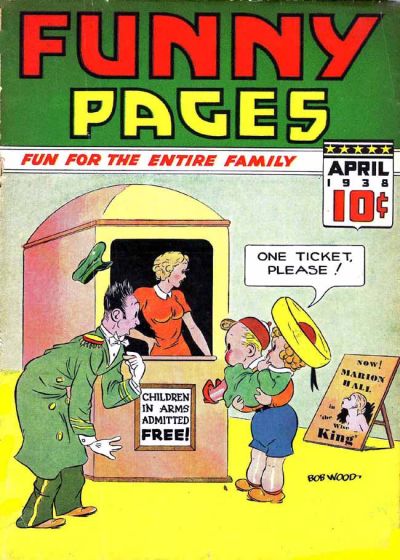 FUNNY
PAGES
FUN FOR THE ENTIRE FAMILY
★★★★★
APRIL
1938
10¢
ONE TICKET,
PLEASE!
CHILDREN
IN ARMS
ADMITTED
FREE!
NOW!
MARION
HALL
in
"the Wise
King"
BOB WOOD-